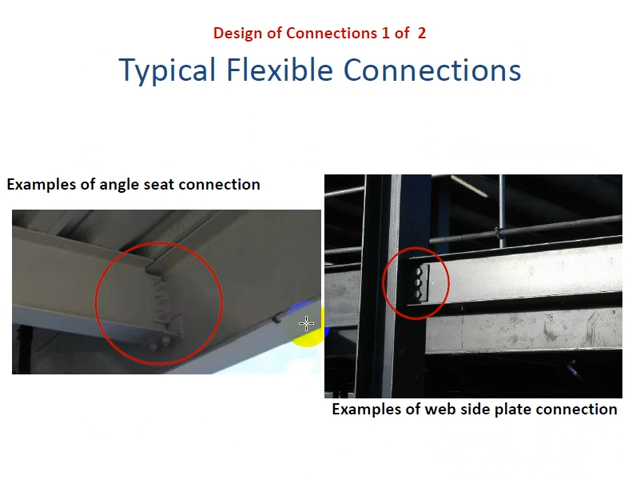 Design of Connections 1 of 2
Typical Flexible Connections
Examples of angle seat connection
Examples of web side plate connection